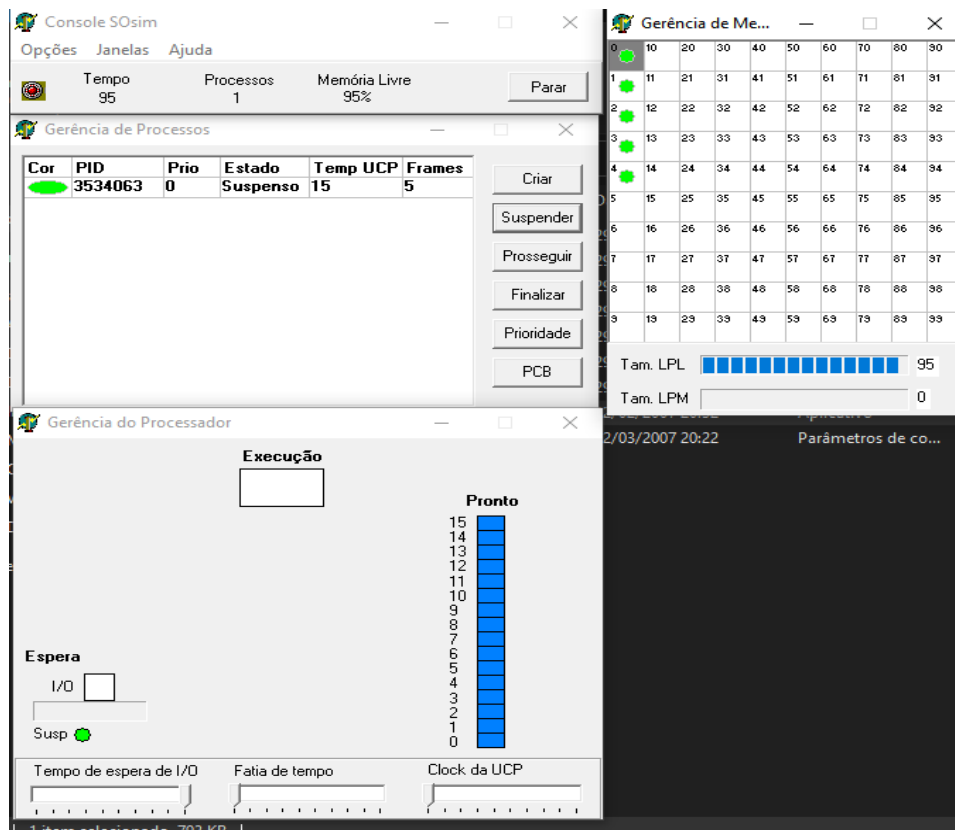 Console SOsim
Opções Janelas Ajuda
Tempo Processos Memória Livre
95 1 95% Parar
Gerência de Processos
Cor PID Prio Estado Temp UCP Frames
3534063 0 Suspenso 15 5
Criar
Suspender
Prosseguir
Finalizar
Prioridade
PCB
Gerência de Me...
0 10 20 30 40 50 60 70 80 90
1 11 21 31 41 51 61 71 81 91
2 12 22 32 42 52 62 72 82 92
3 13 23 33 43 53 63 73 83 93
4 14 24 34 44 54 64 74 84 94
5 15 25 35 45 55 65 75 85 95
6 16 26 36 46 56 66 76 86 96
7 17 27 37 47 57 67 77 87 97
8 18 28 38 48 58 68 78 88 98
9 19 29 39 49 59 69 79 89 99
Tam. LPL 95
Tam. LPM 0
2/03/2007 20:22 Parâmetros de co...
Gerência do Processador
Execução
Pronto
15
14
13
12
11
10
9
8
7
6
5
4
3
2
1
0
Espera
I/O
Susp
Tempo de espera de I/O Fatia de tempo Clock da UCP